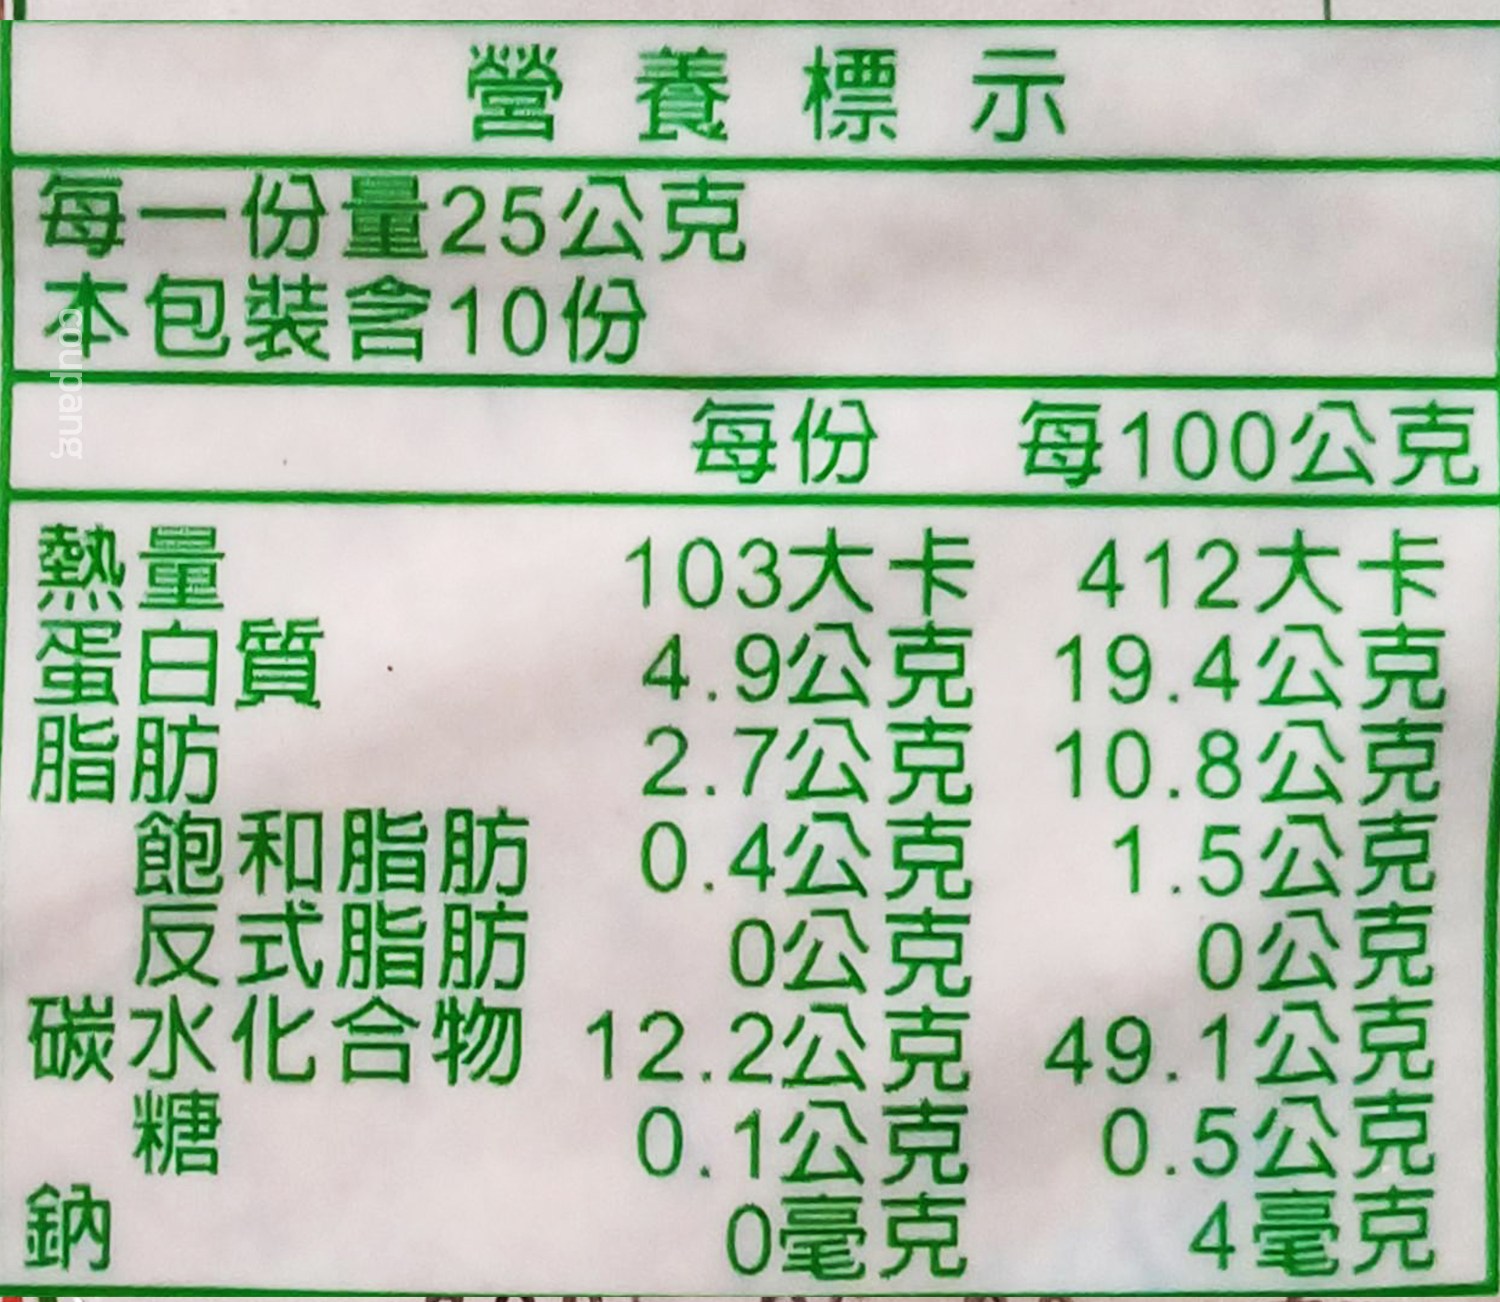 營養標示
每一份量25公克
本包裝含10份
每份 每100公克
熱量 103大卡 412大卡
蛋白質 4.9公克 19.4公克
脂肪 2.7公克 10.8公克
飽和脂肪 0.4公克 1.5公克
反式脂肪 0公克 0公克
碳水化合物 12.2公克 49.1公克
糖 0.1公克 0.5公克
鈉 0毫克 4毫克
coupang